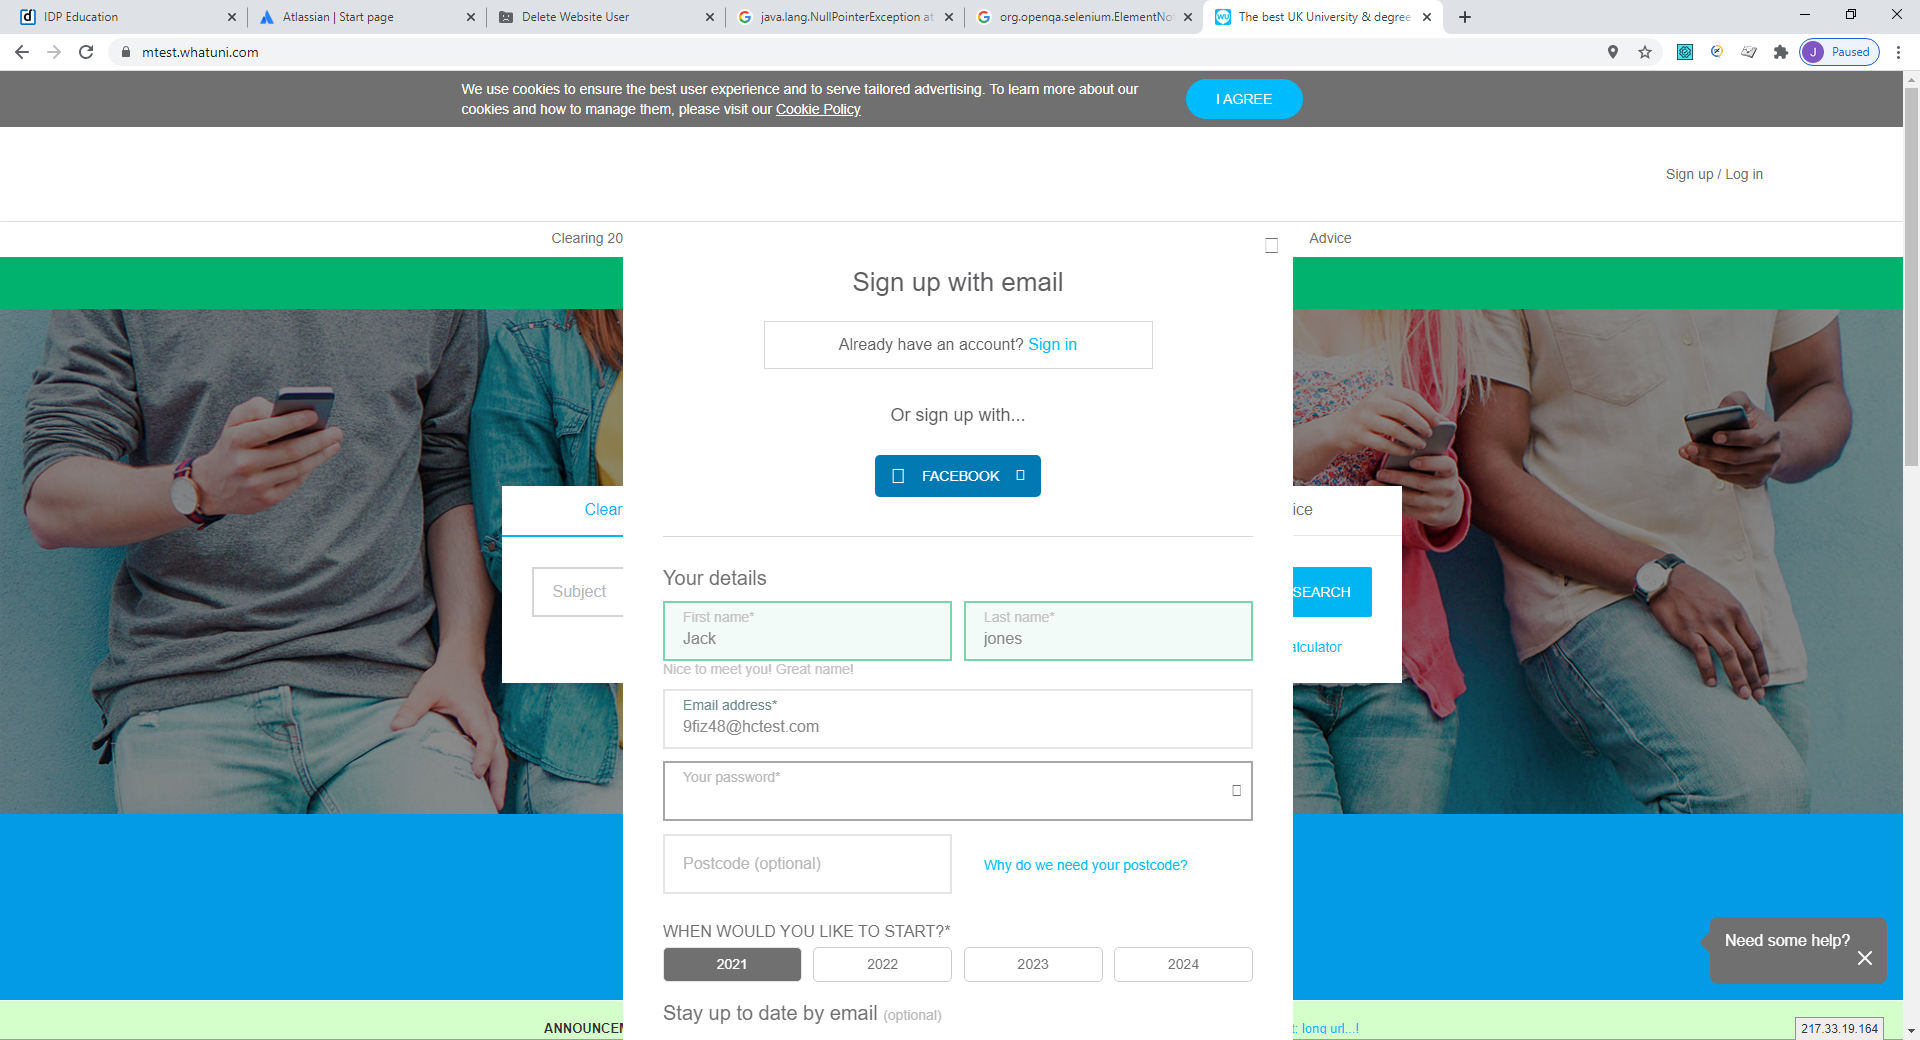 IDP Education
Atlassian | Start page
Delete Website User
java.lang.NullPointerException at
org.openqa.selenium.ElementNo
The best UK University & degree
mtest.whatuni.com
J Paused
We use cookies to ensure the best user experience and to serve tailored advertising. To learn more about our
cookies and how to manage them, please visit our Cookie Policy
I AGREE
Sign up / Log in
Clearing 20
Advice
Sign up with email
Already have an account? Sign in
Or sign up with...
FACEBOOK
Clear
ice
Subject
SEARCH
alculator
Your details
First name*
Jack
Last name*
jones
Nice to meet you! Great name!
Email address*
9fiz48@hctest.com
Your password*
Postcode (optional)
Why do we need your postcode?
WHEN WOULD YOU LIKE TO START?*
2021
2022
2023
2024
Stay up to date by email (optional)
Need some help?
ANNOUNCEM
t: long url...!
217.33.19.164